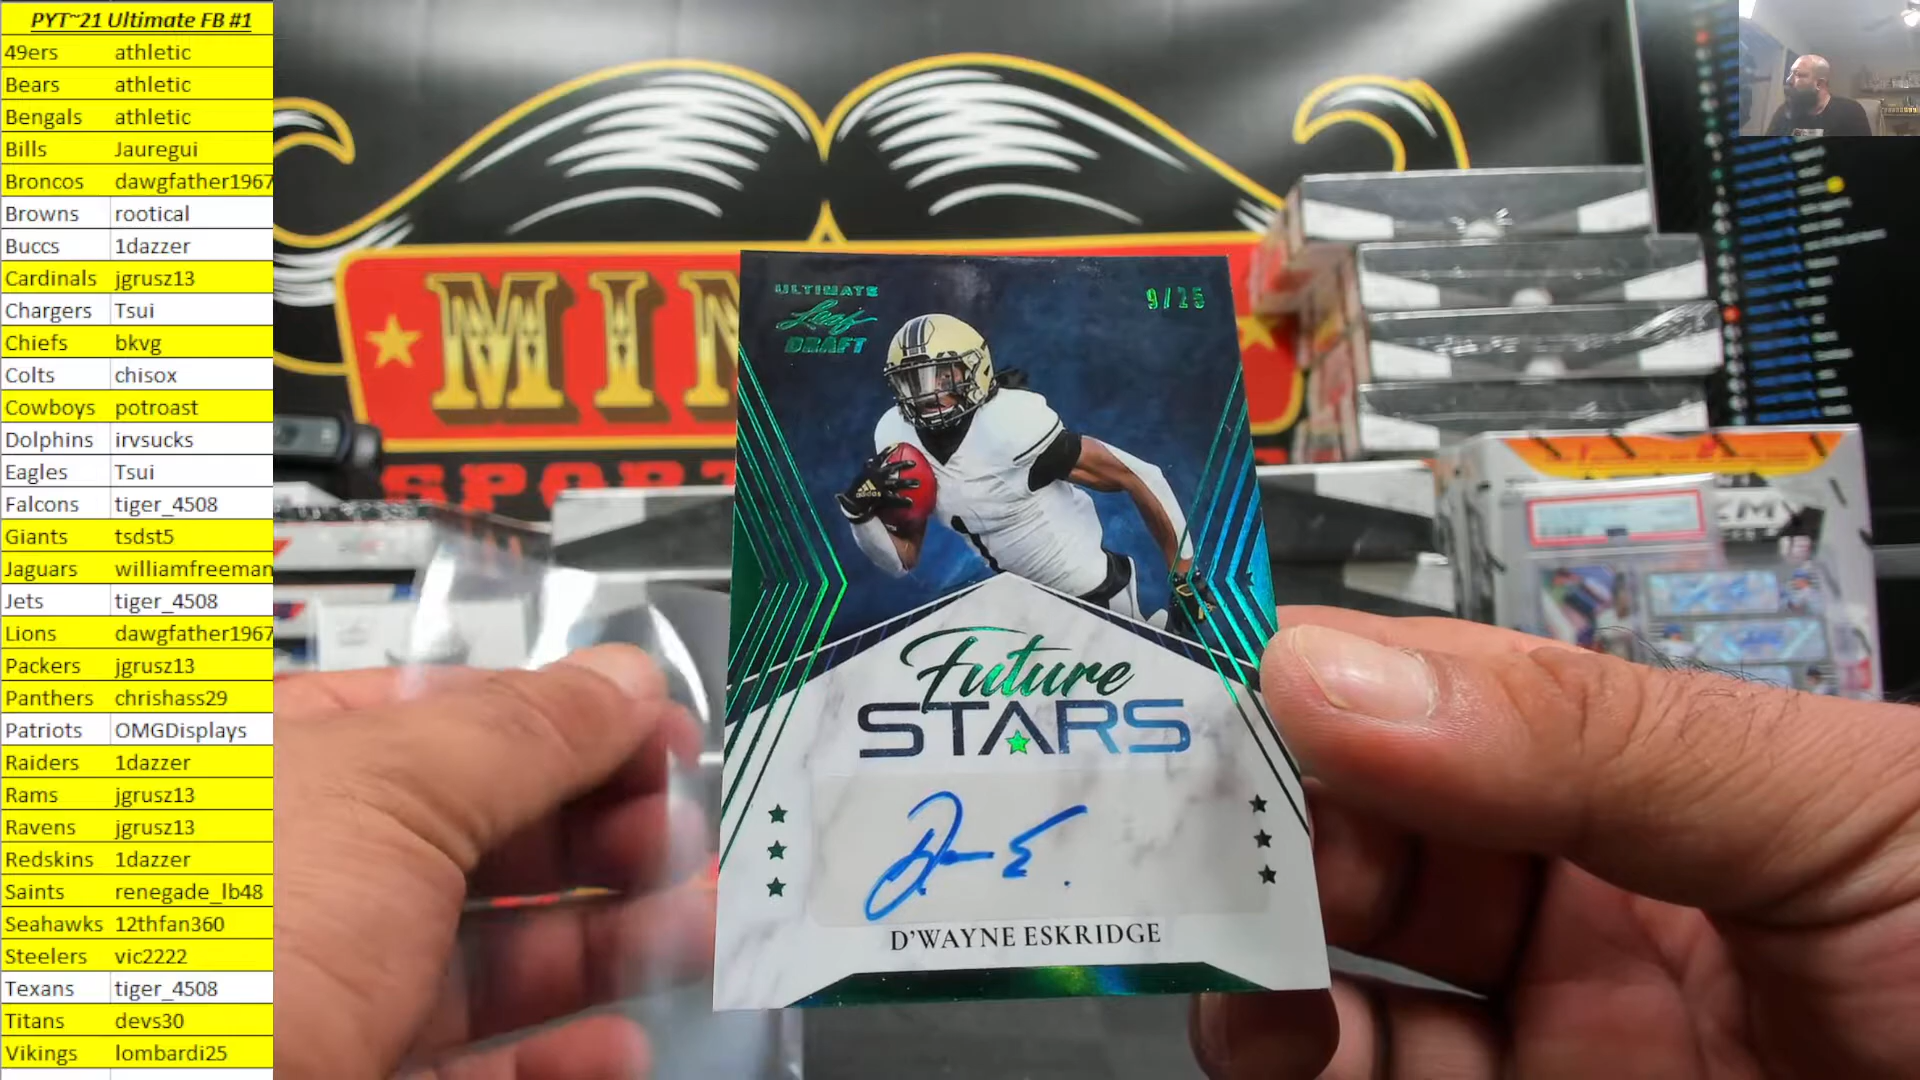 PYT~21 Ultimate FB #1
49ers athletic
Bears athletic
Bengals athletic
Bills Jauregui
Broncos dawgfather1967
Browns rootical
Buccs 1dazzer
Cardinals jgrusz13
Chargers Tsui
Chiefs bkvg
Colts chisox
Cowboys potroast
Dolphins irvsucks
Eagles Tsui
Falcons tiger_4508
Giants tsdst5
Jaguars williamfreeman
Jets tiger_4508
Lions dawgfather1967
Packers jgrusz13
Panthers chrishass29
Patriots OMGDisplays
Raiders 1dazzer
Rams jgrusz13
Ravens jgrusz13
Redskins 1dazzer
Saints renegade_lb48
Seahawks 12thfan360
Steelers vic2222
Texans tiger_4508
Titans devs30
Vikings lombardi25
MIN
SPORT
ULTIMATE
Leaf
DRAFT
9/25
adidas
1
Future
STARS
D'WAYNE ESKRIDGE